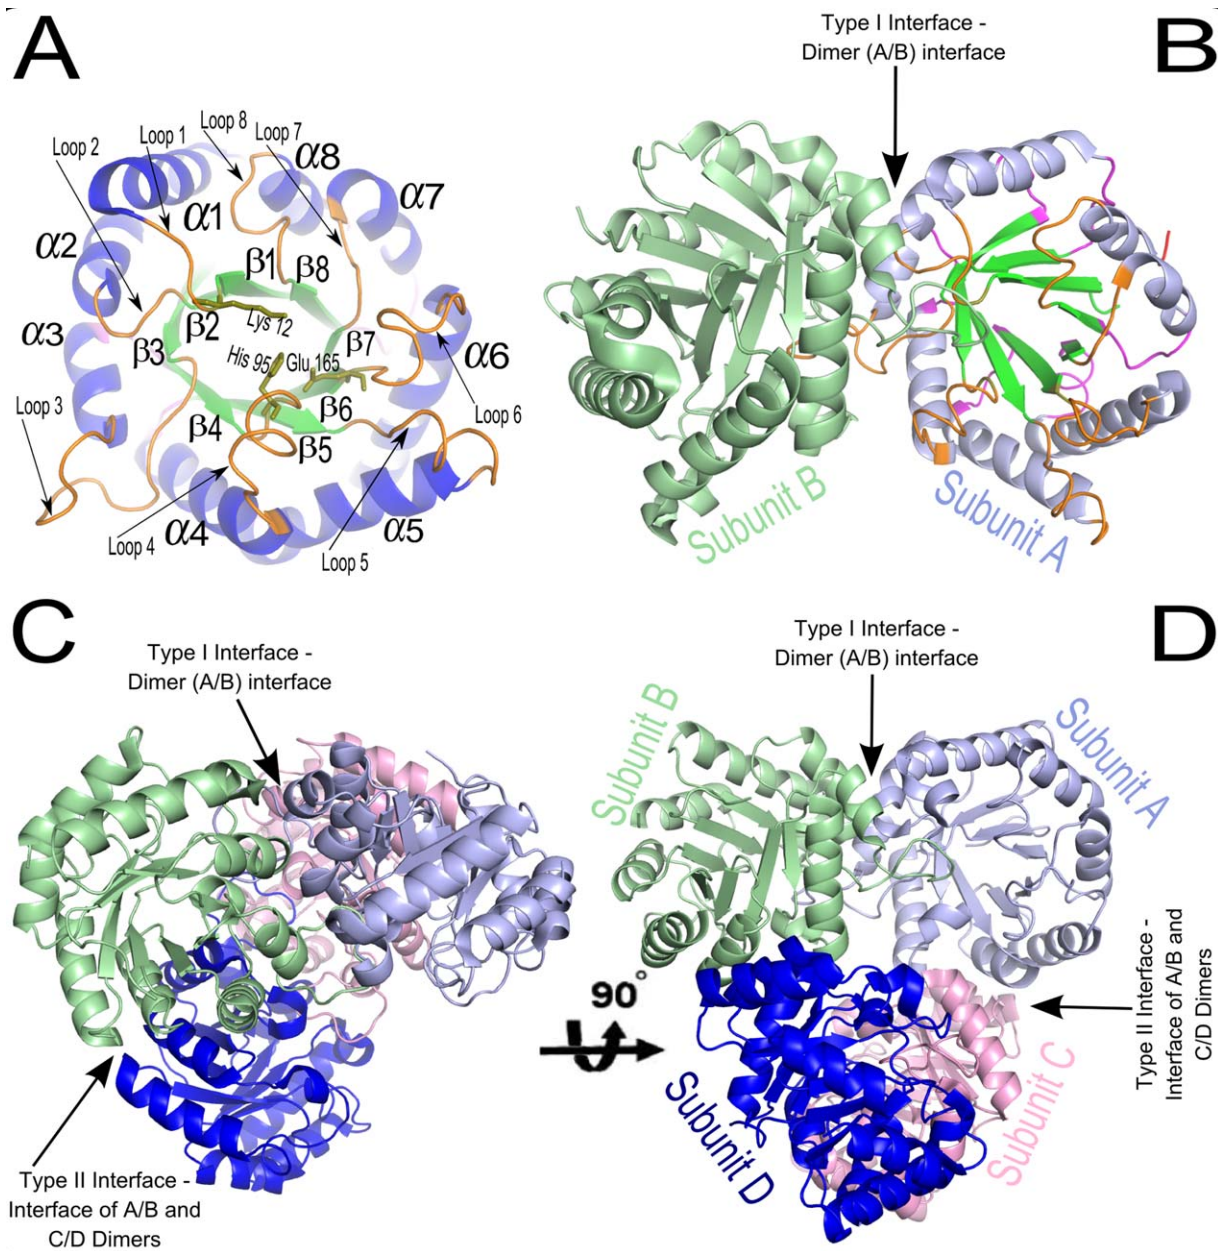 A
Loop 8
Loop 1
Loop 7
Loop 2
α8
α7
α1
α2
β1
β8
β2
Lys 12
α3
β3
β7
His 95
Glu 165
α6
Loop 3
β6
Loop 6
β4
β5
α4
α5
Loop 4
Loop 5
B
Type I Interface -
Dimer (A/B) interface
Subunit B
Subunit A
C
Type I Interface -
Dimer (A/B) interface
Type II Interface -
Interface of A/B and
C/D Dimers
90°
D
Type I Interface -
Dimer (A/B) interface
Subunit B
Subunit A
Type II Interface -
Interface of A/B and
C/D Dimers
Subunit D
Subunit C